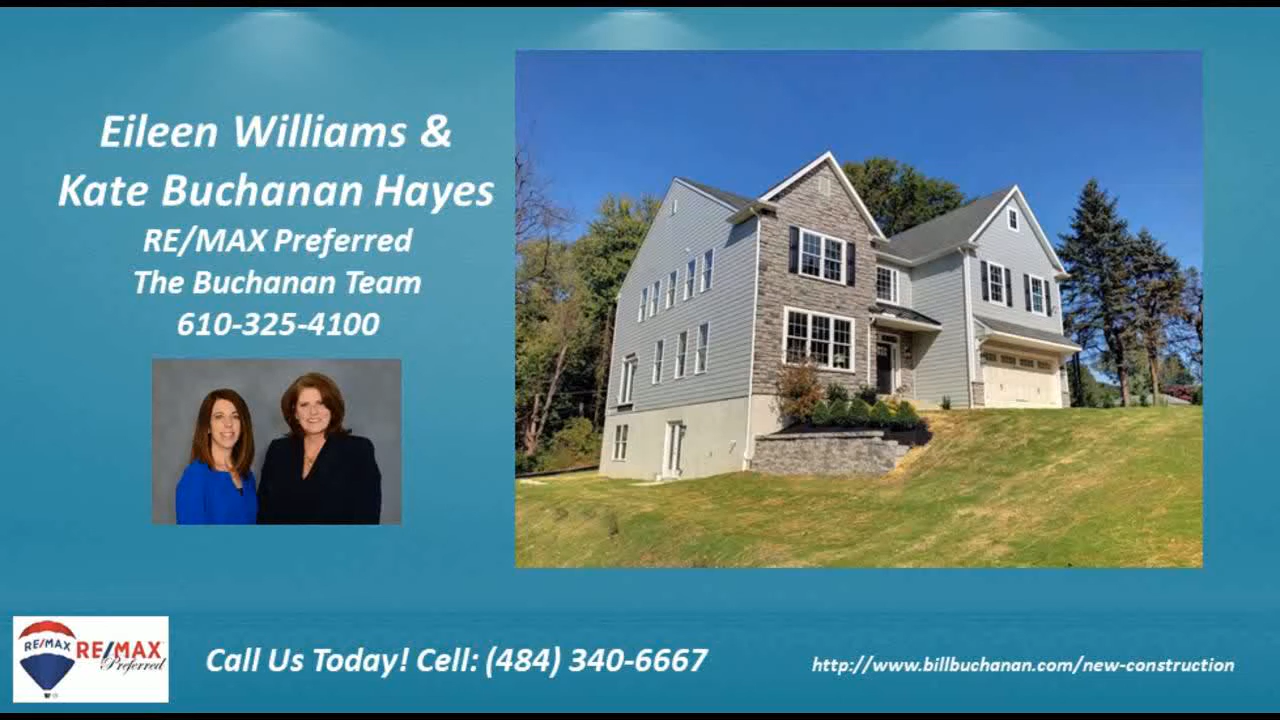 Eileen Williams &
Kate Buchanan Hayes
RE/MAX Preferred
The Buchanan Team
610-325-4100
RE/MAX
RE/MAX
Preferred
Call Us Today! Cell: (484) 340-6667
http://www.billbuchanan.com/new-construction